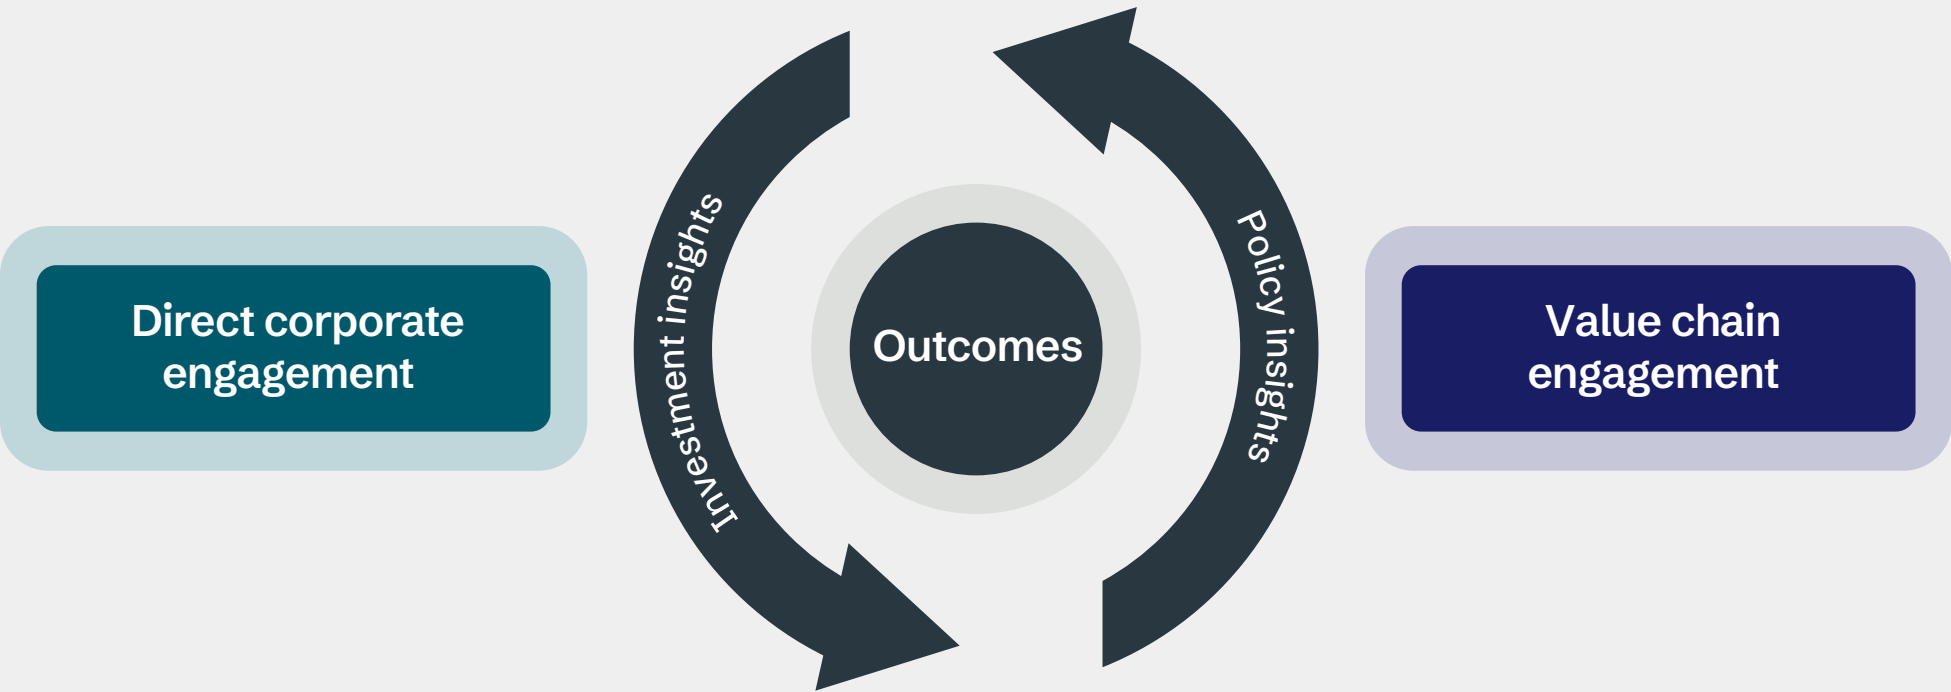 Direct corporate
engagement
Investment insights
Outcomes
Policy insights
Value chain
engagement